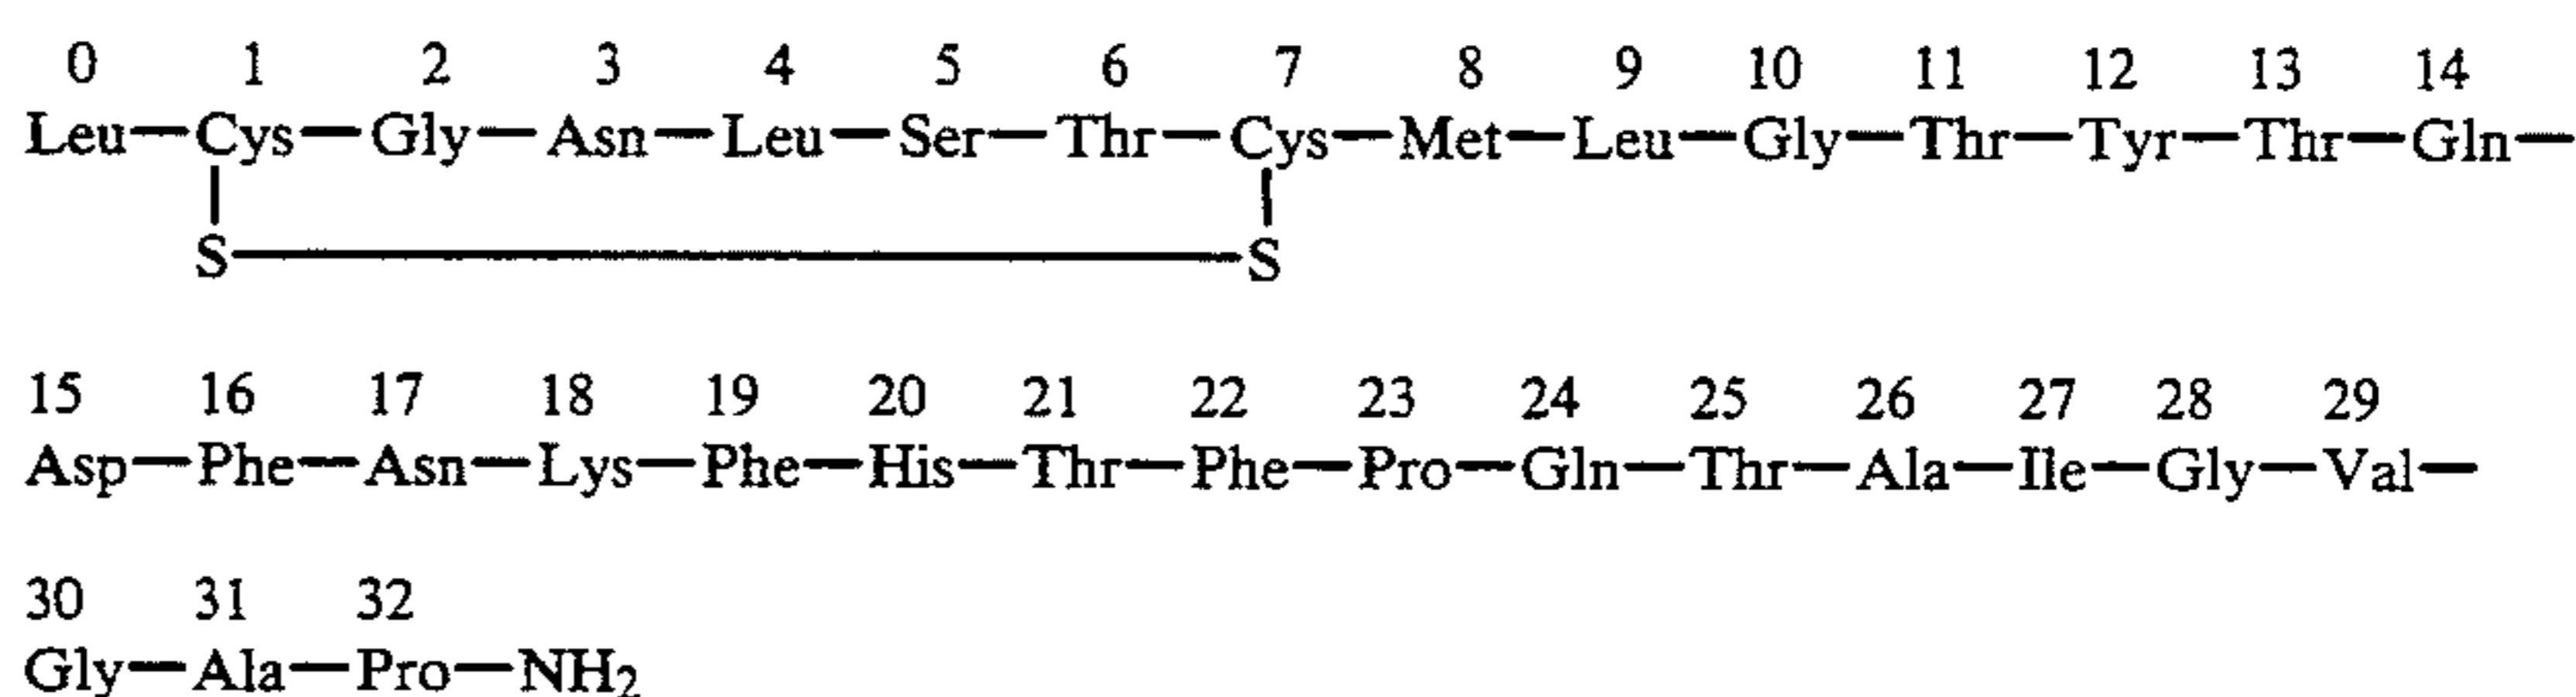 0 1 2 3 4 5 6 7 8 9 10 11 12 13 14
Leu—Cys—Gly—Asn—Leu—Ser—Thr—Cys—Met—Leu—Gly—Thr—Tyr—Thr—Gln—
S S
15 16 17 18 19 20 21 22 23 24 25 26 27 28 29
Asp—Phe—Asn—Lys—Phe—His—Thr—Phe—Pro—Gln—Thr—Ala—Ile—Gly—Val—
30 31 32
Gly—Ala—Pro—NH₂